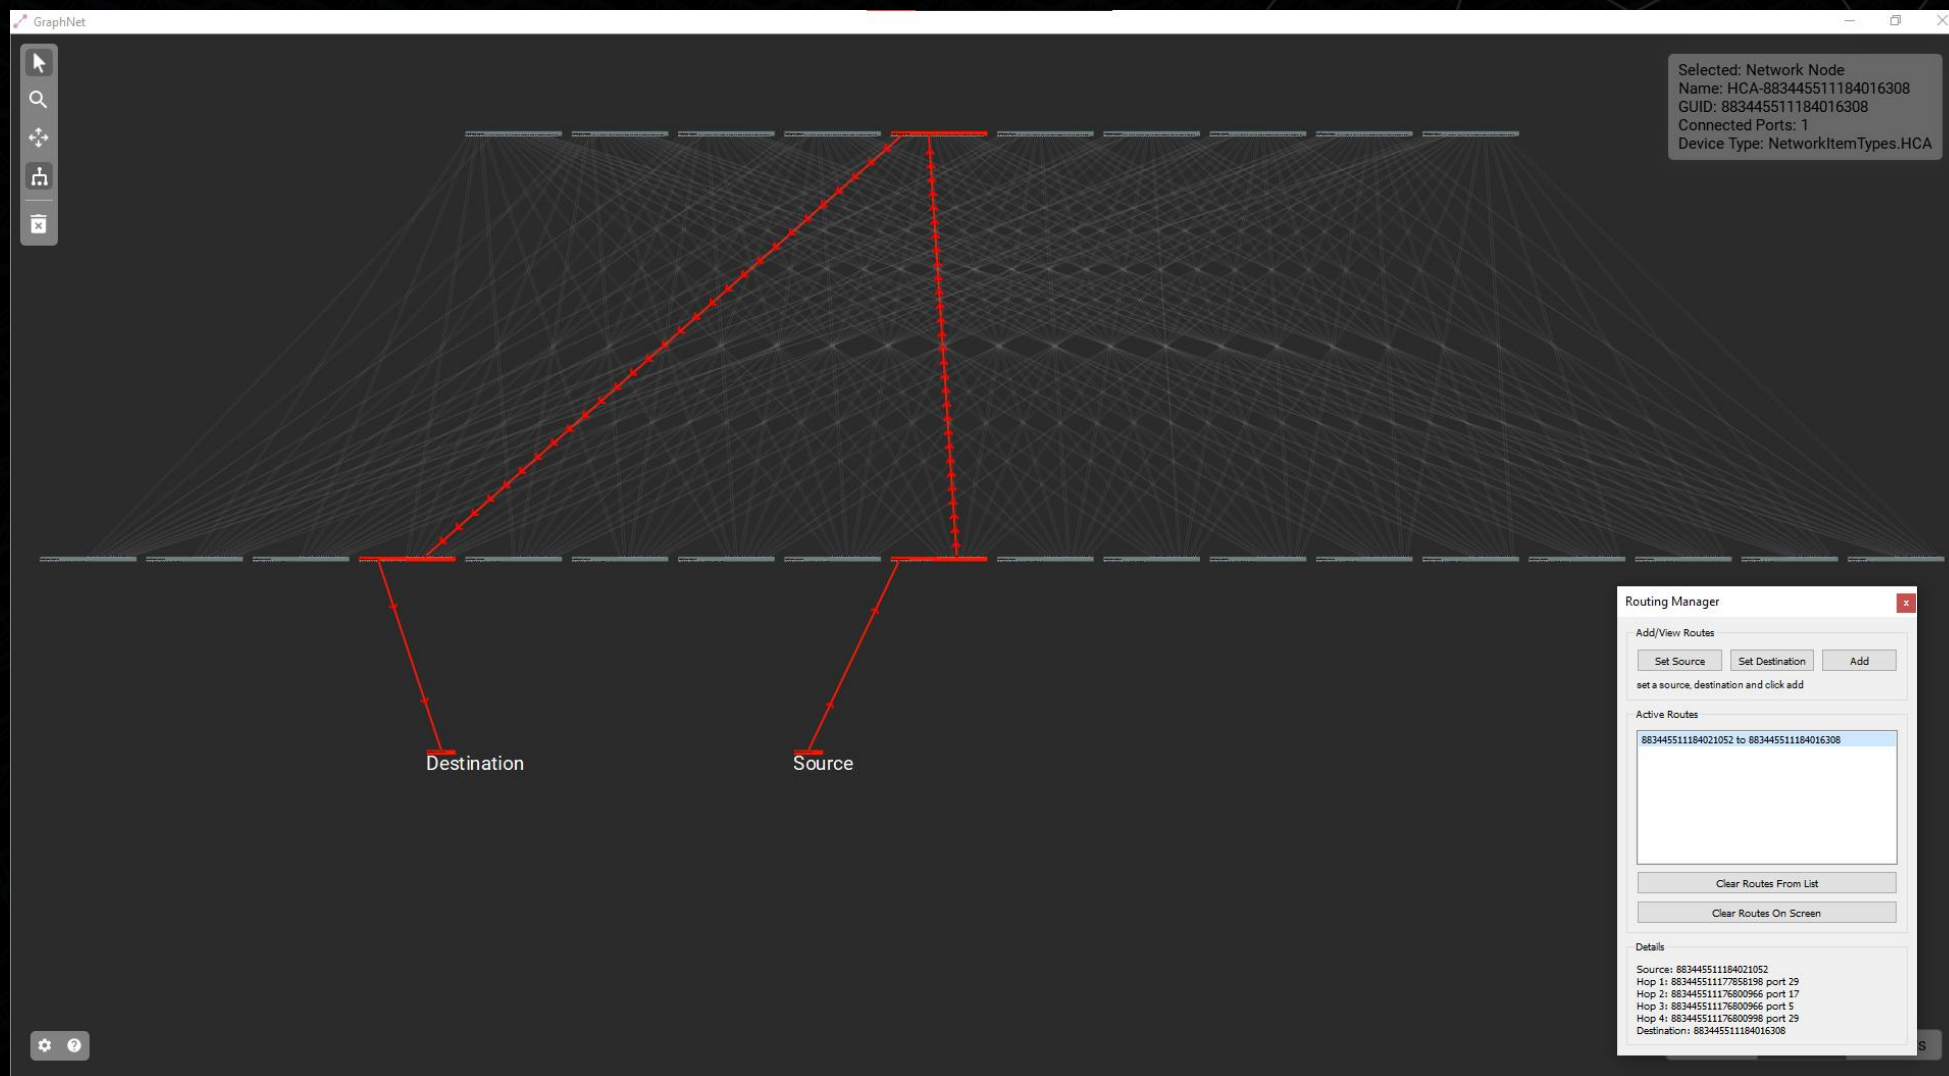 GraphNet
Selected: Network Node
Name: HCA-883445511184016308
GUID: 883445511184016308
Connected Ports: 1
Device Type: NetworkItemTypes.HCA
Destination
Source
Routing Manager
x
Add/View Routes
Set Source
Set Destination
Add
set a source, destination and click add
Active Routes
883445511184021052 to 883445511184016308
Clear Routes From List
Clear Routes On Screen
Details
Source: 883445511184021052
Hop 1: 883445511177858198 port 29
Hop 2: 883445511176800966 port 17
Hop 3: 883445511176800966 port 5
Hop 4: 883445511176800998 port 29
Destination: 883445511184016308